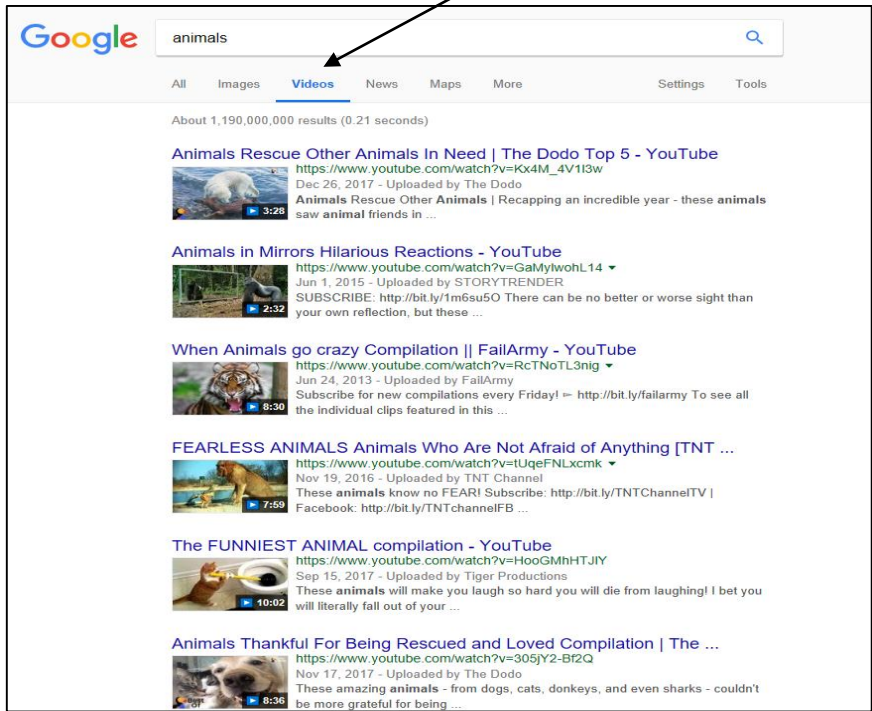 Google
animals
All Images Videos News Maps More Settings Tools
About 1,190,000,000 results (0.21 seconds)
Animals Rescue Other Animals In Need | The Dodo Top 5 - YouTube
https://www.youtube.com/watch?v=Kx4M_4V1I3w
Dec 26, 2017 - Uploaded by The Dodo
Animals Rescue Other Animals | Recapping an incredible year - these animals
3:28 saw animal friends in ...
Animals in Mirrors Hilarious Reactions - YouTube
https://www.youtube.com/watch?v=GaMylwohL14
Jun 1, 2015 - Uploaded by STORYTRENDER
SUBSCRIBE: http://bit.ly/1m6su5O There can be no better or worse sight than
2:32 your own reflection, but these ...
When Animals go crazy Compilation || FailArmy - YouTube
https://www.youtube.com/watch?v=RcTNoTL3nig
Jun 24, 2013 - Uploaded by FailArmy
Subscribe for new compilations every Friday! ⊨ http://bit.ly/failarmy To see all
8:30 the individual clips featured in this ...
FEARLESS ANIMALS Animals Who Are Not Afraid of Anything [TNT ...
https://www.youtube.com/watch?v=tUqeFNLxcmk
Nov 19, 2016 - Uploaded by TNT Channel
These animals know no FEAR! Subscribe: http://bit.ly/TNTChannelTV |
7:59 Facebook: http://bit.ly/TNTchannelFB ...
The FUNNIEST ANIMAL compilation - YouTube
https://www.youtube.com/watch?v=HooGMhHTJIY
Sep 15, 2017 - Uploaded by Tiger Productions
These animals will make you laugh so hard you will die from laughing! I bet you
10:02 will literally fall out of your ...
Animals Thankful For Being Rescued and Loved Compilation | The ...
https://www.youtube.com/watch?v=305jY2-Bf2Q
Nov 17, 2017 - Uploaded by The Dodo
These amazing animals - from dogs, cats, donkeys, and even sharks - couldn't
8:36 be more grateful for being ...